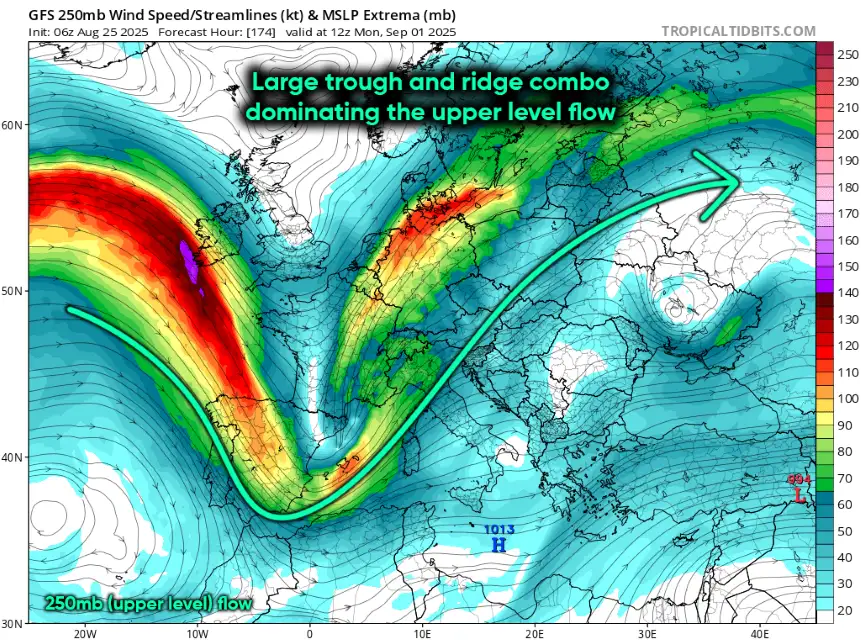 GFS 250mb Wind Speed/Streamlines (kt) & MSLP Extrema (mb)
Init: 06z Aug 25 2025 Forecast Hour: [174] valid at 12z Mon, Sep 01 2025
TROPICALTIDBITS.COM
Large trough and ridge combo
dominating the upper level flow
60N
50N
40N
30N
250
230
220
210
200
190
180
170
160
150
140
130
120
110
100
90
80
70
60
50
40
30
20
994
L
1013
H
250mb (upper level) flow
20W
10W
0
10E
20E
30E
40E